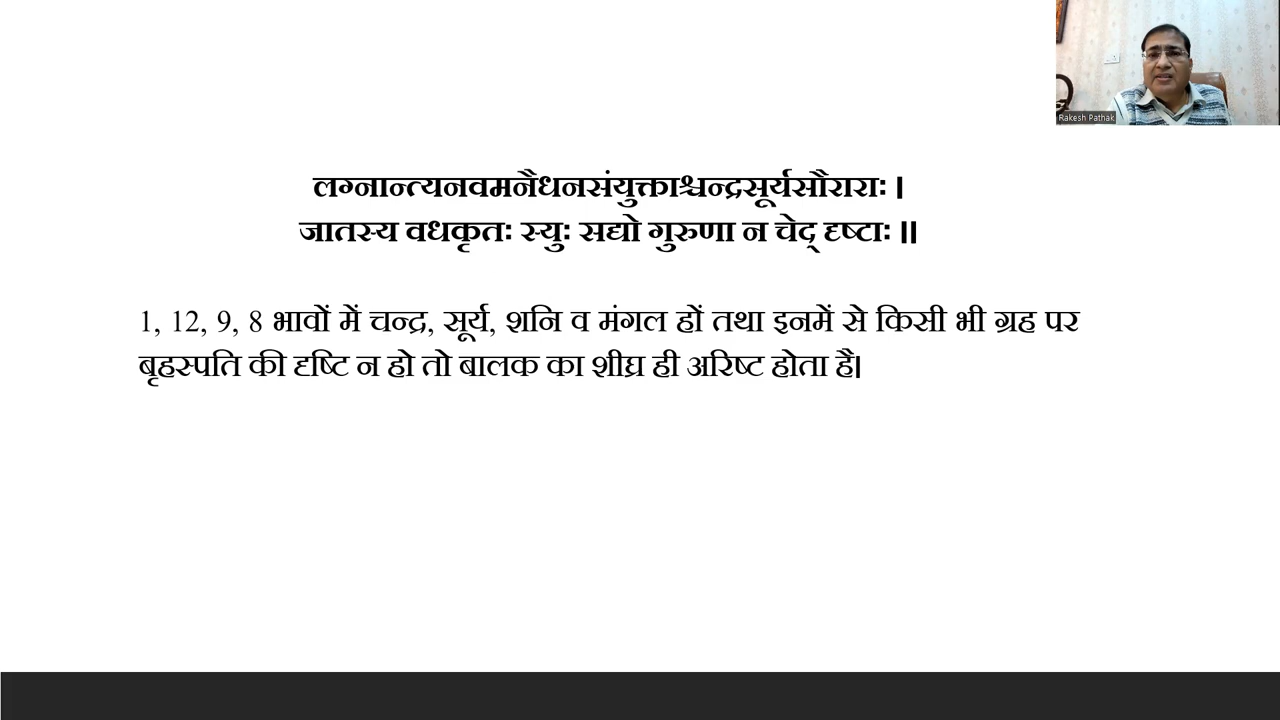 Rakesh Pathak
लग्नान्त्यनवमनैधनसंयुक्ताश्चन्द्रसूर्यसौराराः ।
जातस्य वधकृतः स्युः सद्यो गुरुणा न चेद् दृष्टाः ॥
1, 12, 9, 8 भावों में चन्द्र, सूर्य, शनि व मंगल हों तथा इनमें से किसी भी ग्रह पर
बृहस्पति की दृष्टि न हो तो बालक का शीघ्र ही अरिष्ट होता है।